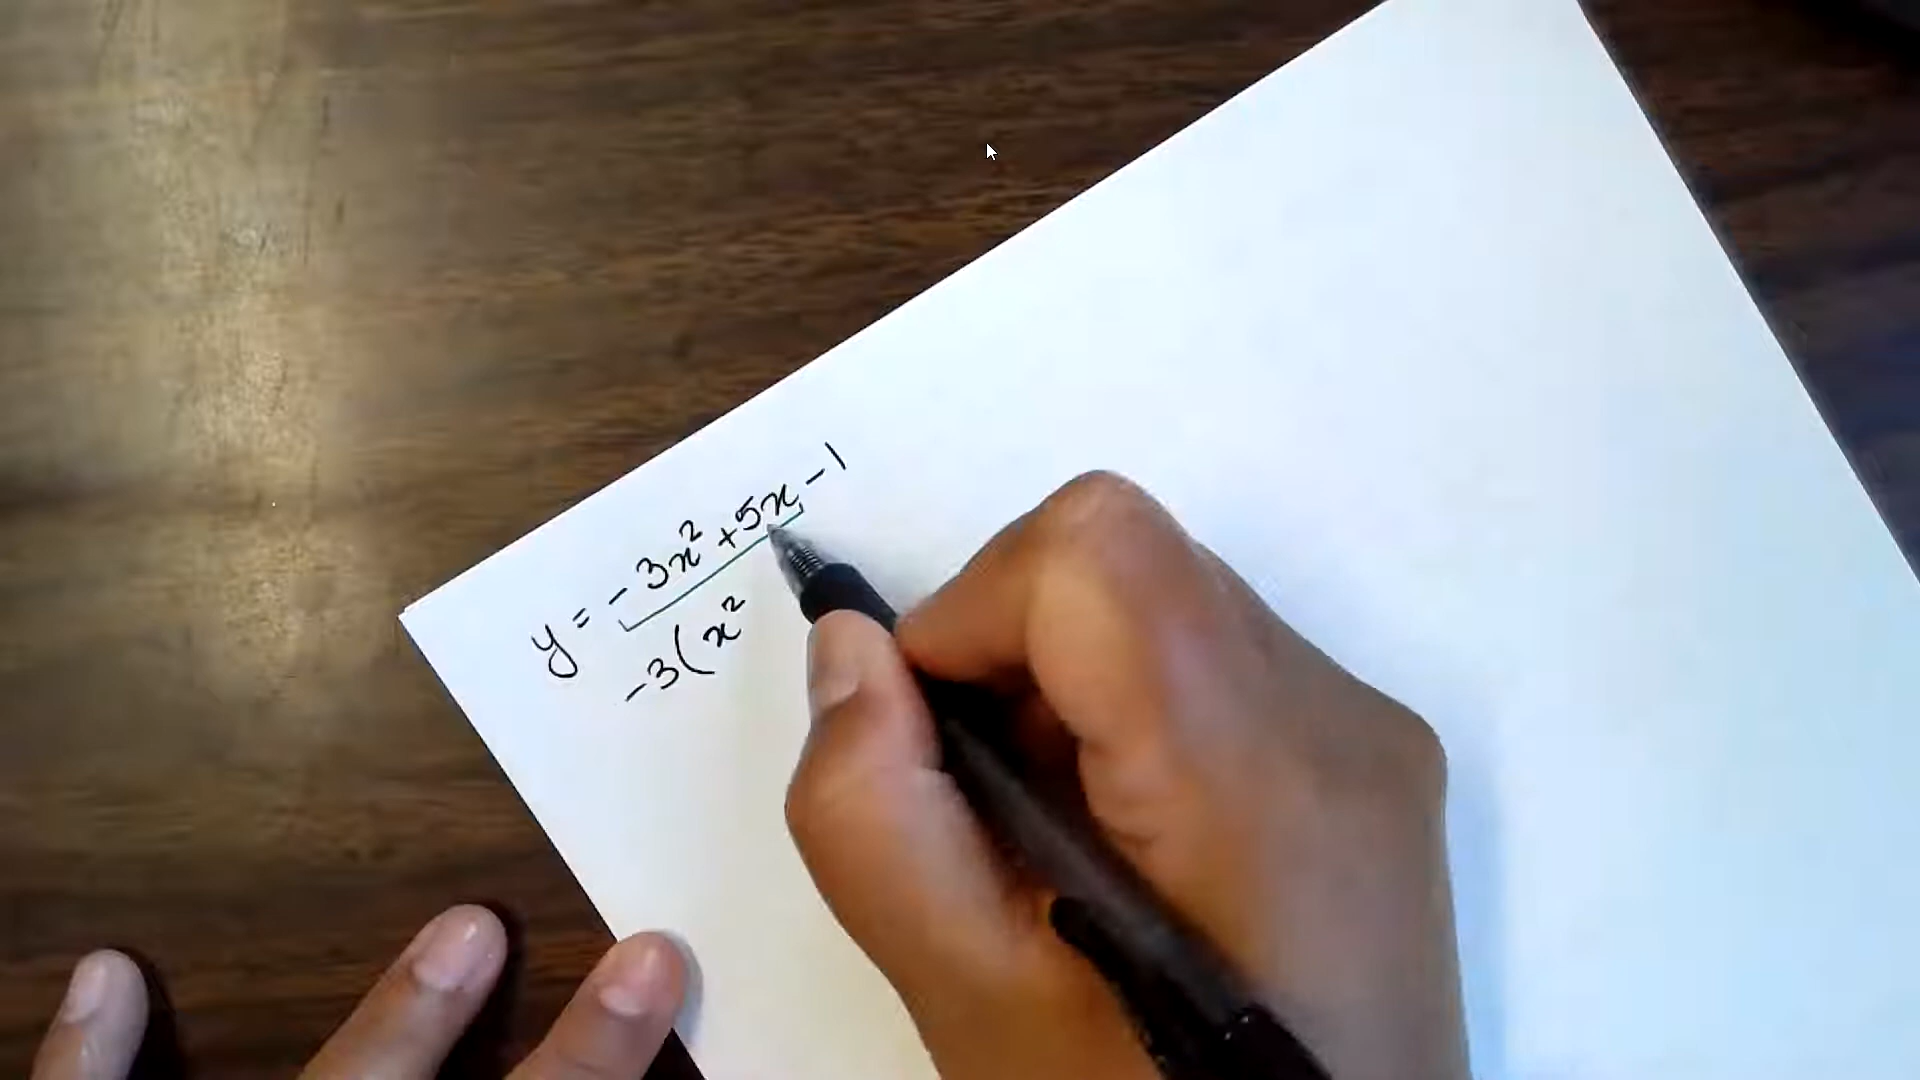 y = -3x² +5x -1
-3(x²